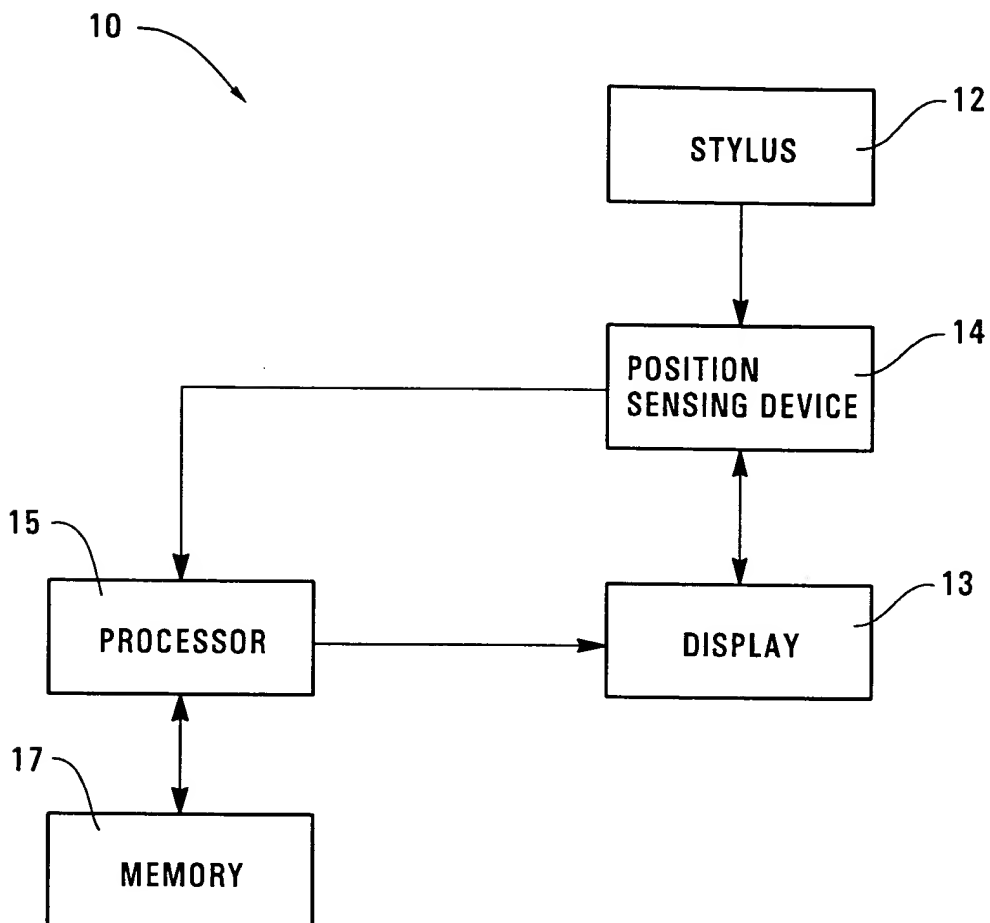 10
STYLUS
12
POSITION
SENSING DEVICE
14
15
PROCESSOR
DISPLAY
13
17
MEMORY